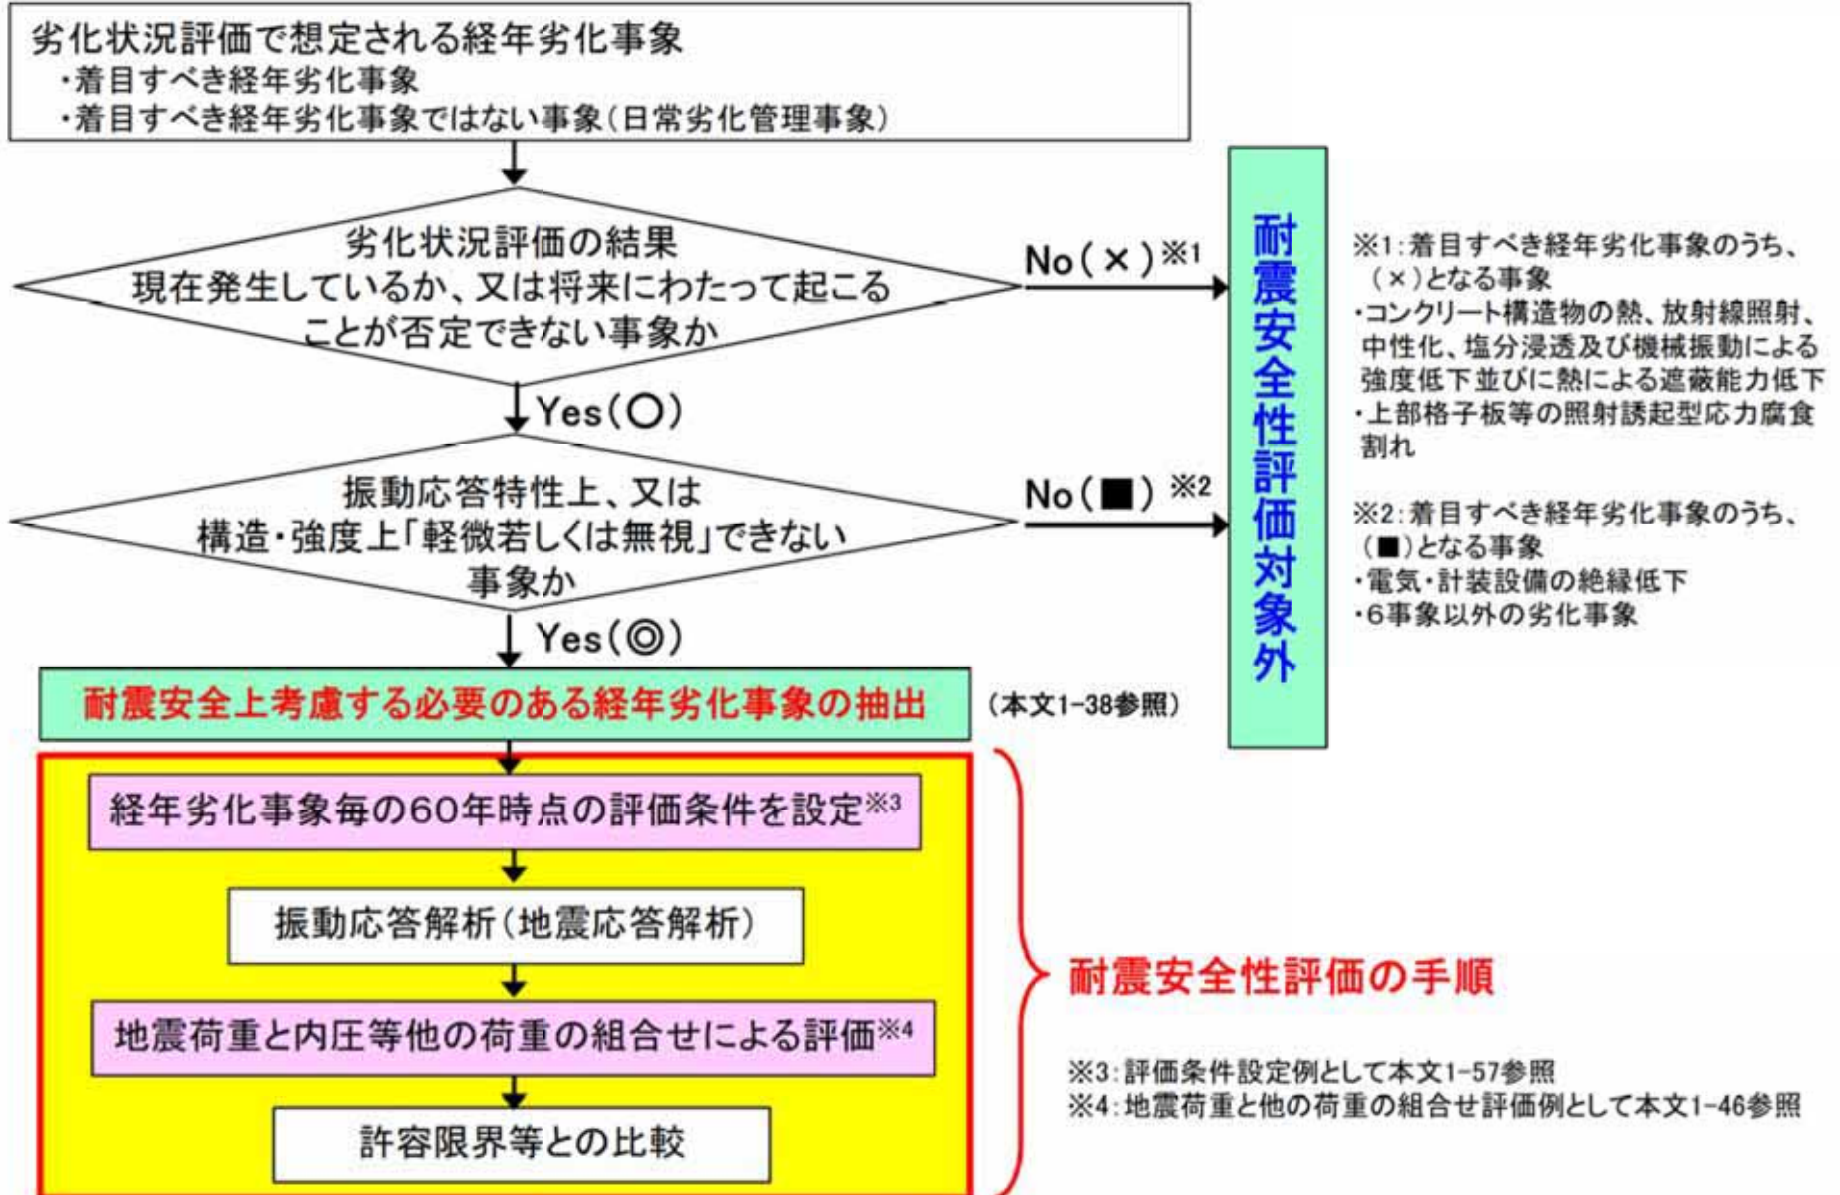 劣化状況評価で想定される経年劣化事象
・着目すべき経年劣化事象
・着目すべき経年劣化事象ではない事象(日常劣化管理事象)
劣化状況評価の結果
現在発生しているか、又は将来にわたって起こる
ことが否定できない事象か
No(×)※1
Yes(○)
振動応答特性上、又は
構造・強度上「軽微若しくは無視」できない
事象か
No(■)※2
Yes(◎)
耐震安全性評価対象外
※1:着目すべき経年劣化事象のうち、
(×)となる事象
・コンクリート構造物の熱、放射線照射、
中性化、塩分浸透及び機械振動による
強度低下並びに熱による遮蔽能力低下
・上部格子板等の照射誘起型応力腐食
割れ
※2:着目すべき経年劣化事象のうち、
(■)となる事象
・電気・計装設備の絶縁低下
・6事象以外の劣化事象
耐震安全上考慮する必要のある経年劣化事象の抽出
(本文1-38参照)
経年劣化事象毎の60年時点の評価条件を設定※3
振動応答解析(地震応答解析)
地震荷重と内圧等他の荷重の組合せによる評価※4
許容限界等との比較
耐震安全性評価の手順
※3:評価条件設定例として本文1-57参照
※4:地震荷重と他の荷重の組合せ評価例として本文1-46参照